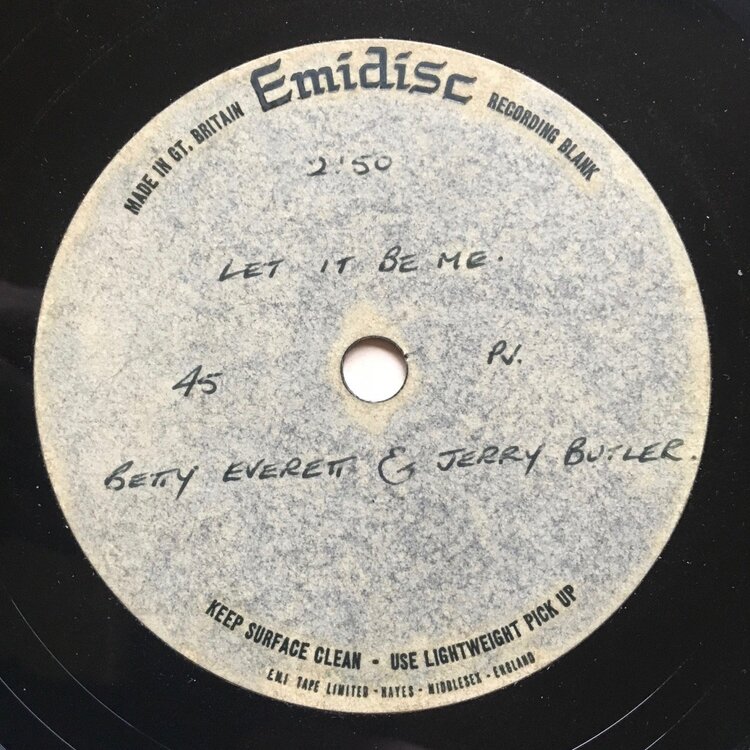 Emidisc
MADE IN GT. BRITAIN
RECORDING BLANK
2'50
LET IT BE ME.
45
PV.
BETTY EVERETT & JERRY BUTLER.
KEEP SURFACE CLEAN - USE LIGHTWEIGHT PICK UP
E.M.I TAPE LIMITED - HAYES - MIDDLESEX - ENGLAND